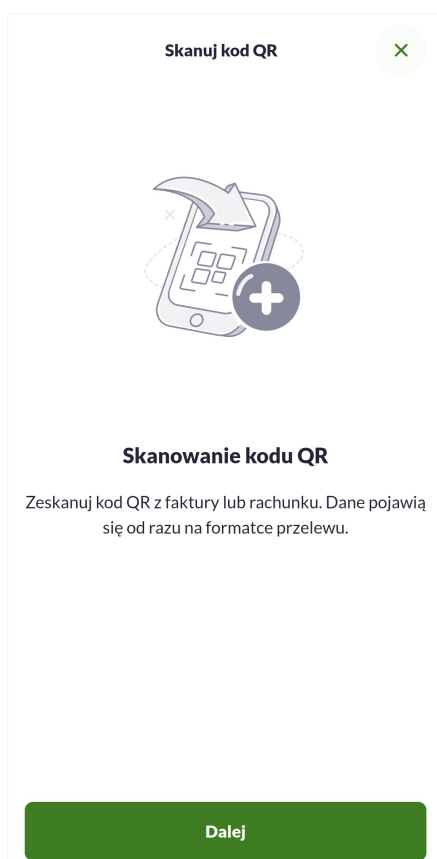 Skanuj kod QR
Skanowanie kodu QR
Zeskanuj kod QR z faktury lub rachunku. Dane pojawią
się od razu na formatce przelewu.
Dalej